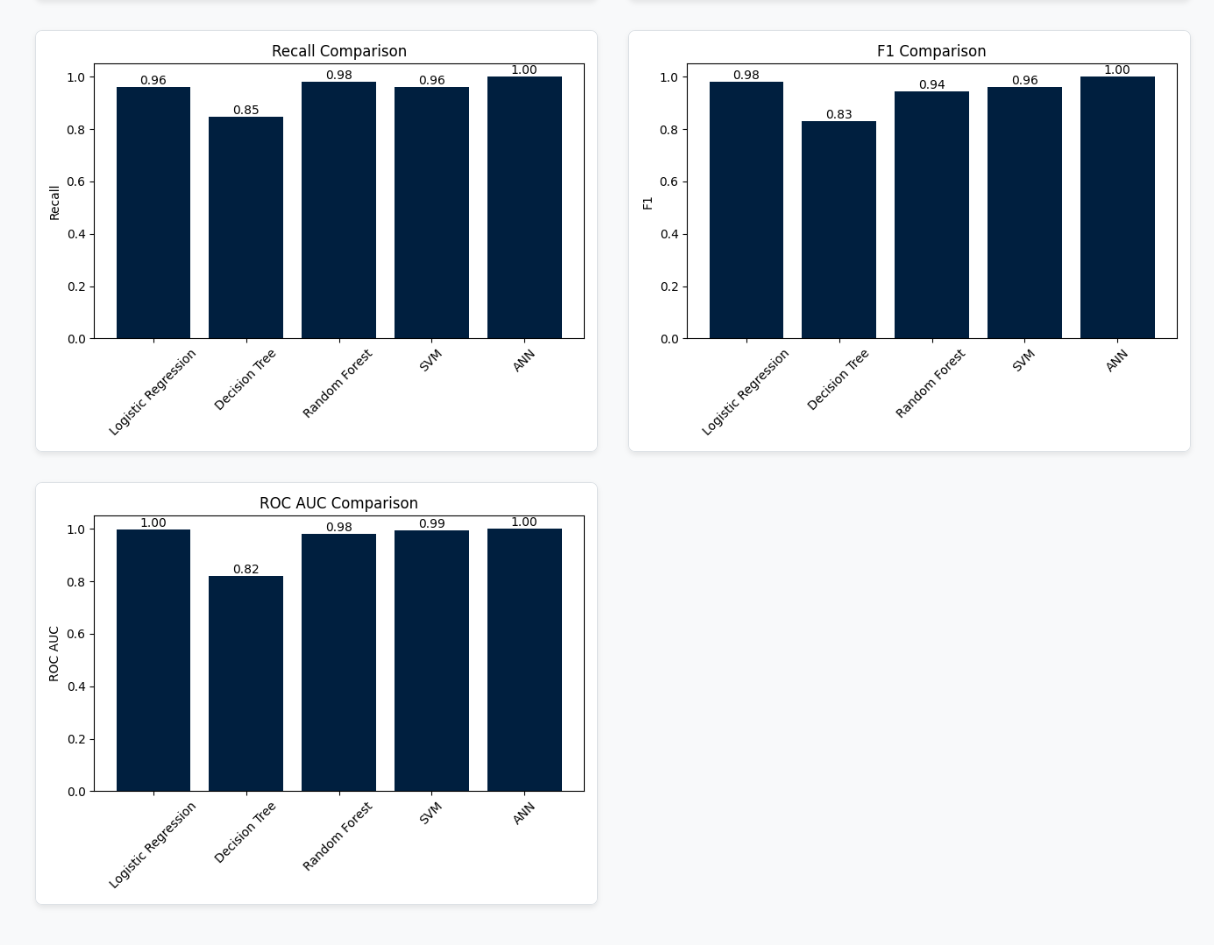 Recall Comparison
1.0
0.8
0.6
0.4
0.2
0.0
Recall
0.96
0.85
0.98
0.96
1.00
Logistic Regression
Decision Tree
Random Forest
SVM
ANN
F1 Comparison
1.0
0.8
0.6
0.4
0.2
0.0
F1
0.98
0.83
0.94
0.96
1.00
Logistic Regression
Decision Tree
Random Forest
SVM
ANN
ROC AUC Comparison
1.0
0.8
0.6
0.4
0.2
0.0
ROC AUC
1.00
0.82
0.98
0.99
1.00
Logistic Regression
Decision Tree
Random Forest
SVM
ANN